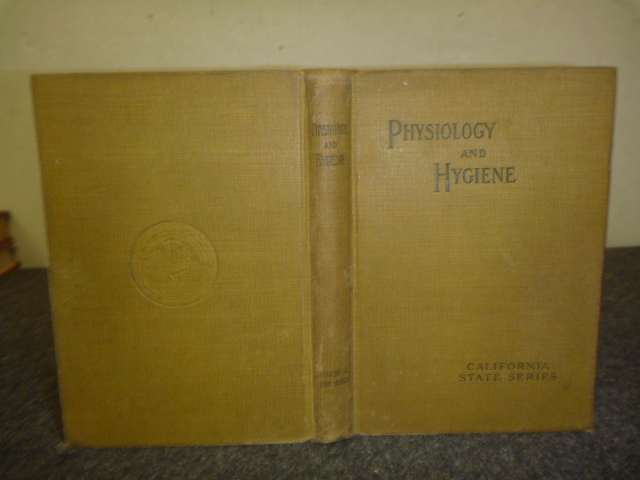 PHYSIOLOGY
AND
HYGIENE
PHYSIOLOGY
AND
HYGIENE
CALIFORNIA
STATE SERIES